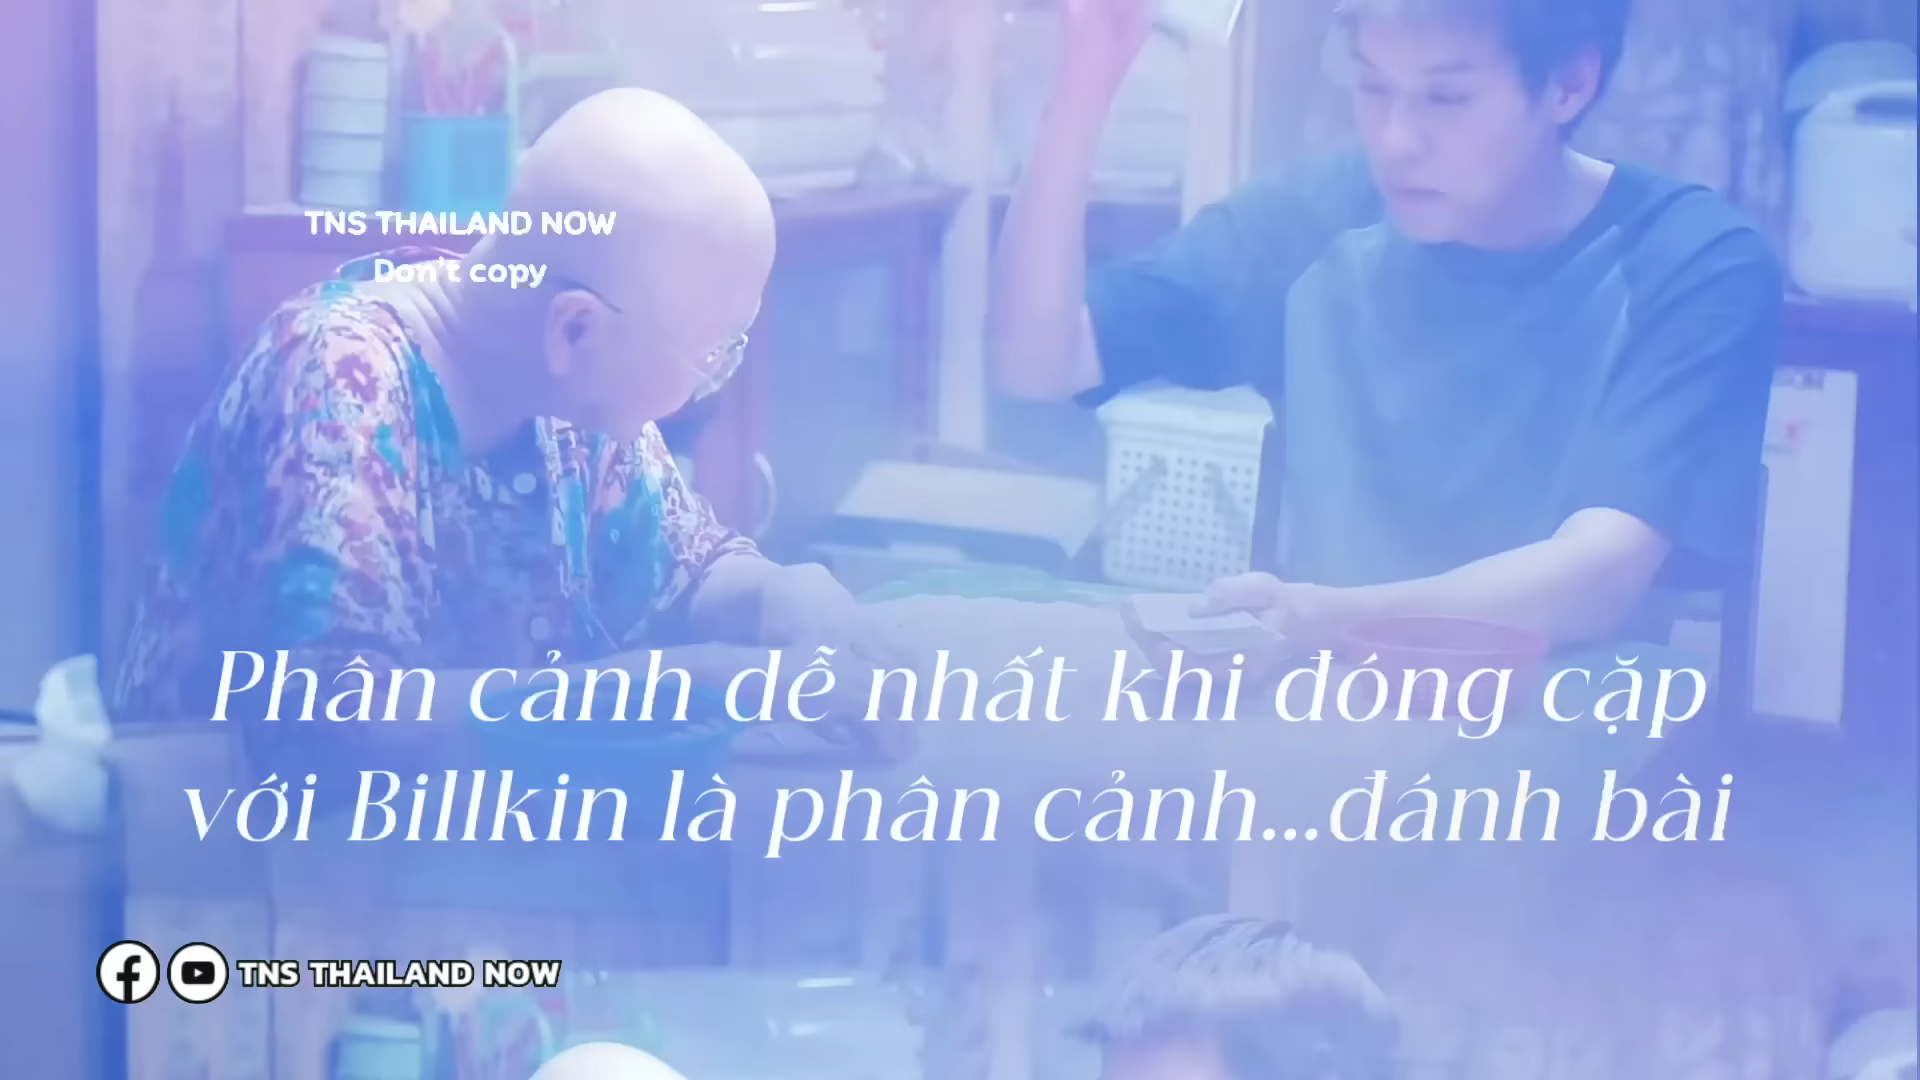 TNS THAILAND NOW
Don't copy
Phân cảnh dễ nhất khi đóng cặp
với Billkin là phân cảnh...đánh bài
TNS THAILAND NOW